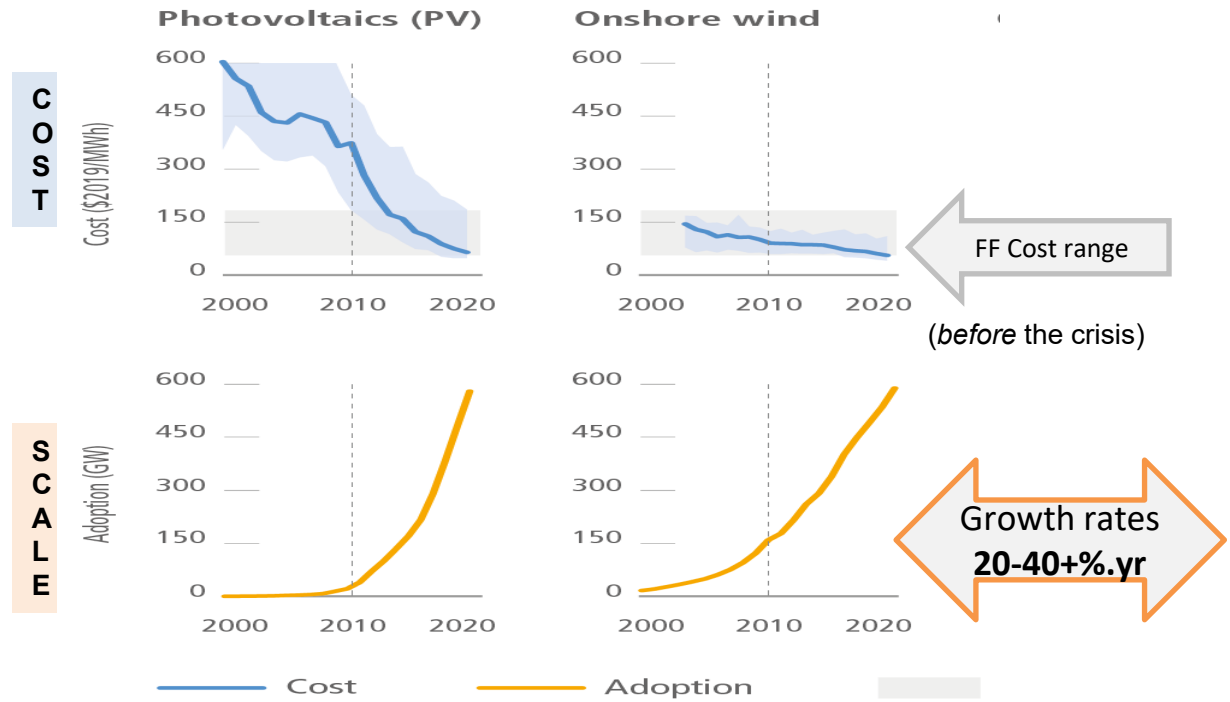 Photovoltaics (PV)
Onshore wind
COST
Cost ($2019/MWh)
600
450
300
150
0
2000 2010 2020
600
450
300
150
0
2000 2010 2020
FF Cost range
(before the crisis)
SCALE
Adoption (GW)
600
450
300
150
0
2000 2010 2020
600
450
300
150
0
2000 2010 2020
Growth rates
20-40+%.yr
Cost
Adoption